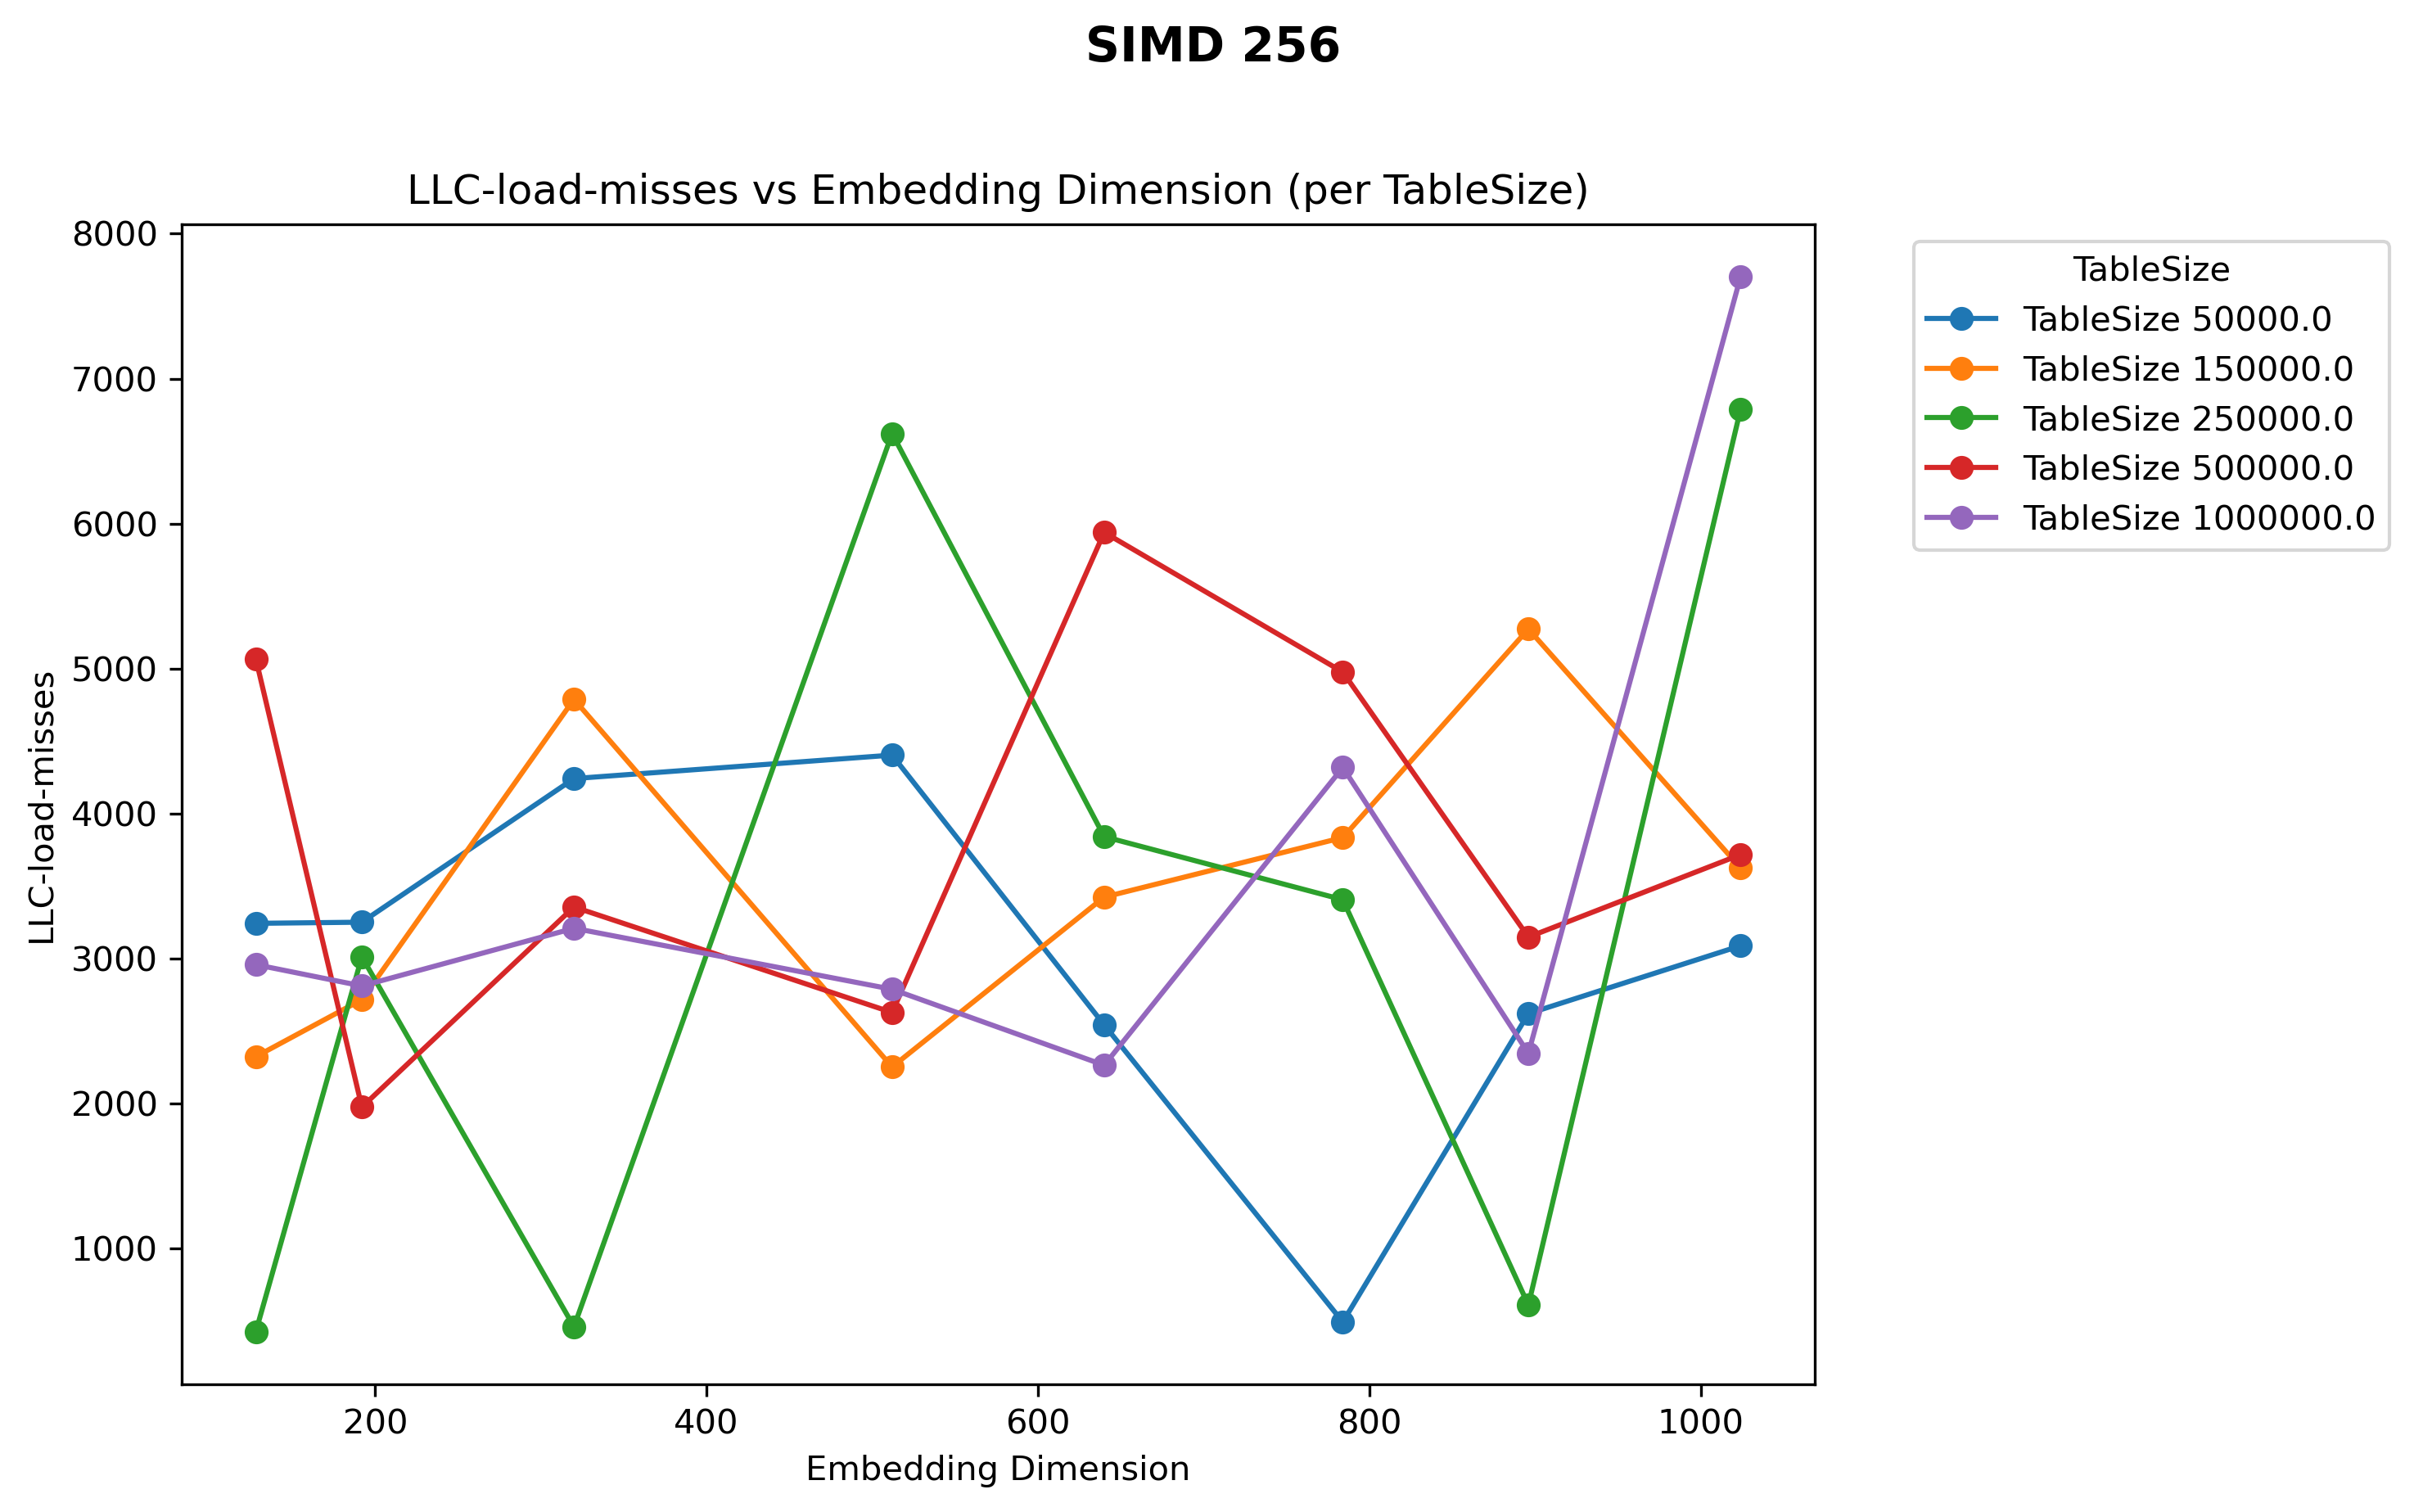 SIMD 256
LLC-load-misses vs Embedding Dimension (per TableSize)
8000
7000
6000
5000
4000
3000
2000
1000
LLC-load-misses
200 400 600 800 1000
Embedding Dimension
TableSize
TableSize 50000.0
TableSize 150000.0
TableSize 250000.0
TableSize 500000.0
TableSize 1000000.0